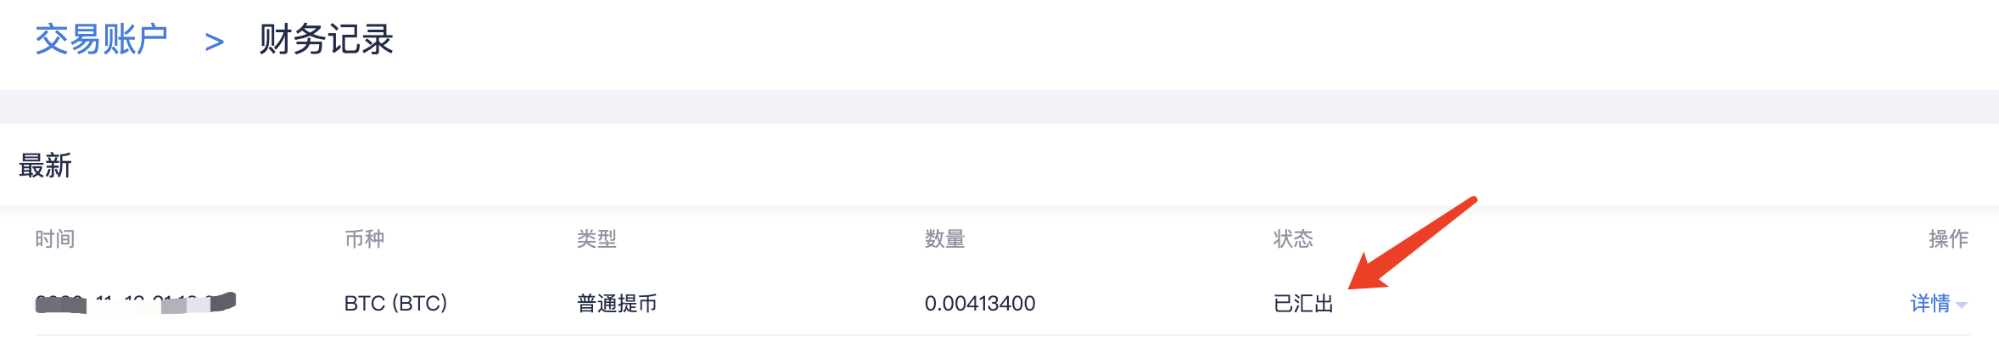 交易账户 > 财务记录
最新
时间 币种 类型 数量 状态 操作
BTC (BTC) 普通提币 0.00413400 已汇出 详情